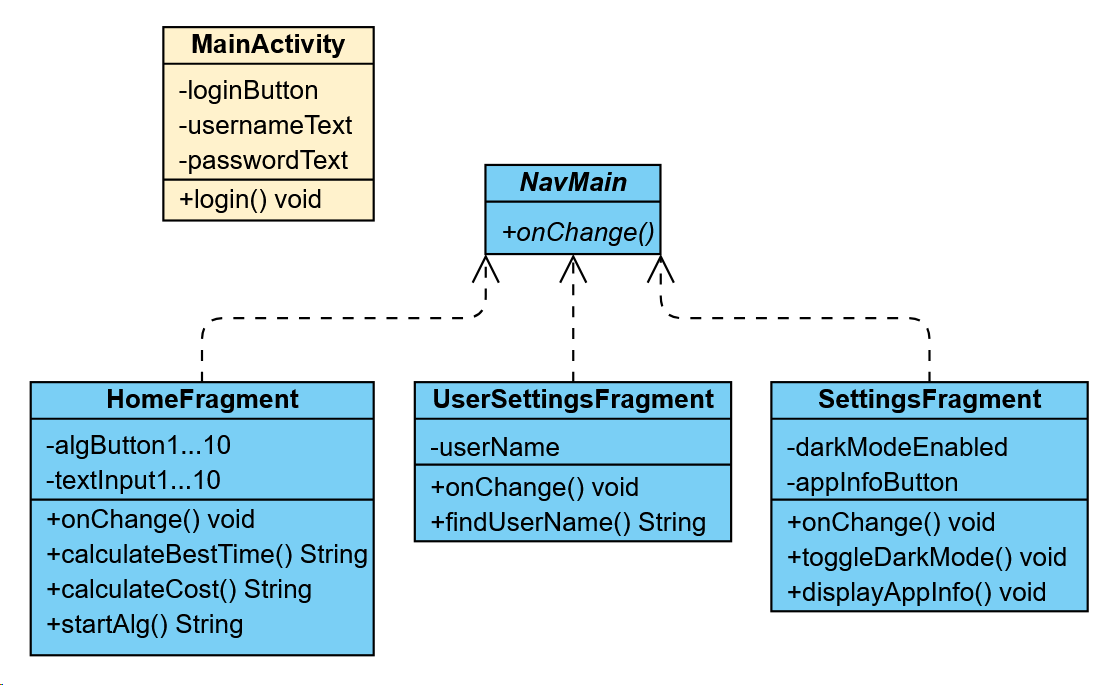 MainActivity
-loginButton
-usernameText
-passwordText
+login() void
NavMain
+onChange()
HomeFragment
-algButton1...10
-textInput1...10
+onChange() void
+calculateBestTime() String
+calculateCost() String
+startAlg() String
UserSettingsFragment
-userName
+onChange() void
+findUserName() String
SettingsFragment
-darkModeEnabled
-appInfoButton
+onChange() void
+toggleDarkMode() void
+displayAppInfo() void